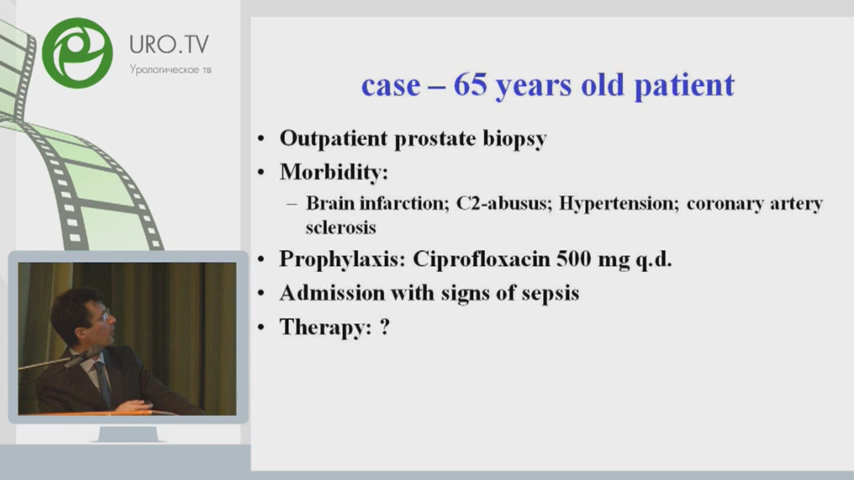 URO.TV
Урологическое тв
case – 65 years old patient
• Outpatient prostate biopsy
• Morbidity:
– Brain infarction; C2-abusus; Hypertension; coronary artery
sclerosis
• Prophylaxis: Ciprofloxacin 500 mg q.d.
• Admission with signs of sepsis
• Therapy: ?